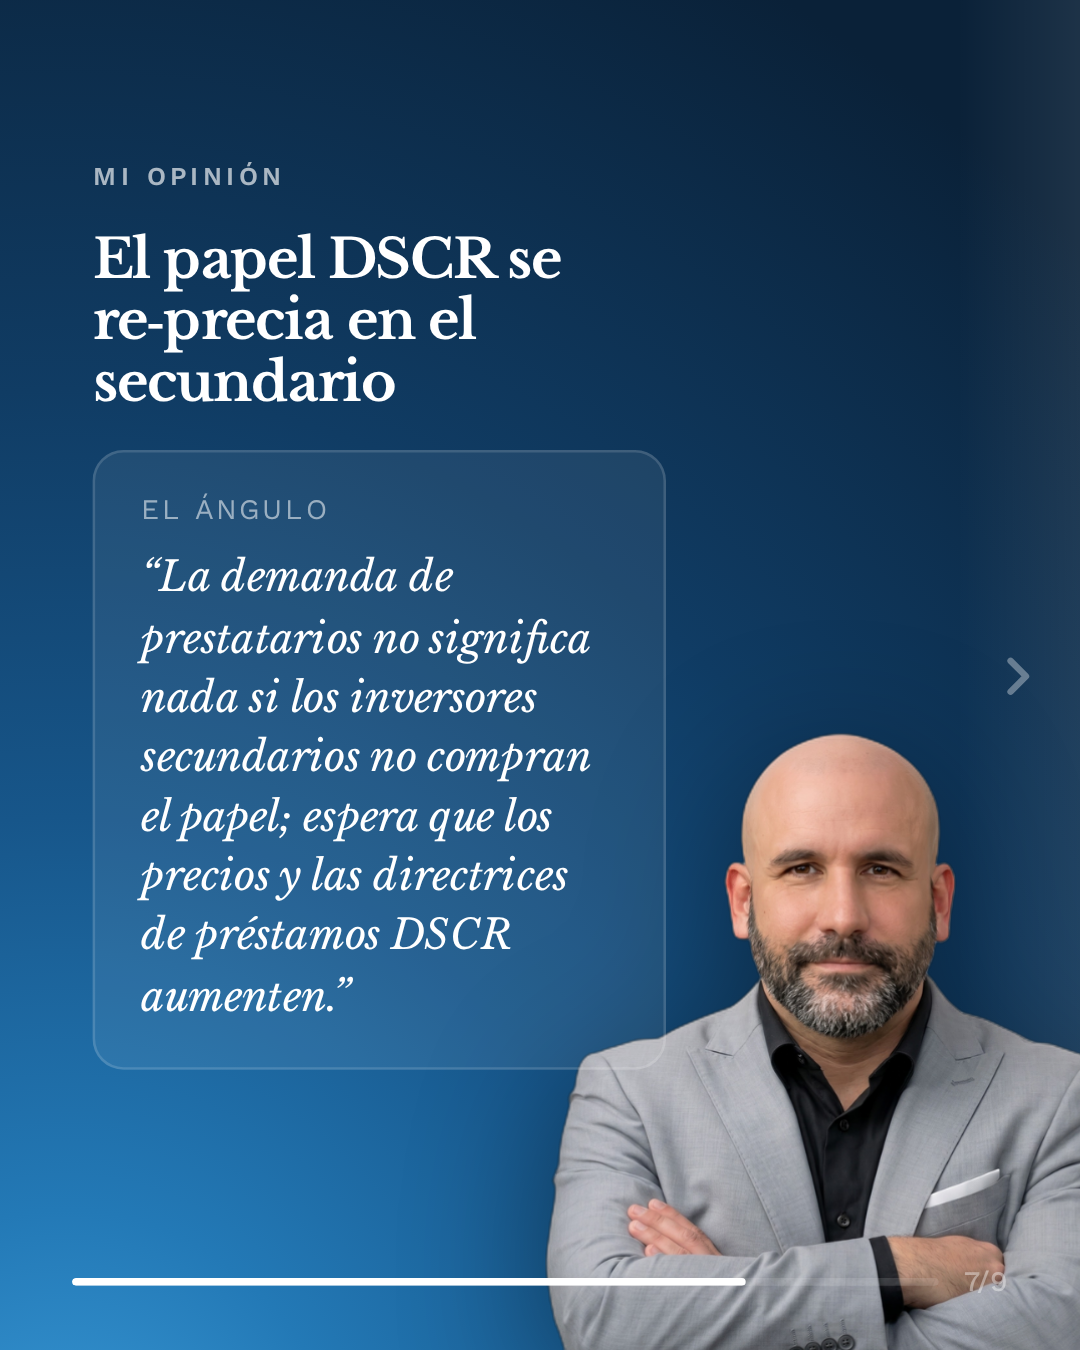 MI OPINIÓN
El papel DSCR se
re-precia en el
secundario
EL ÁNGULO
“La demanda de
prestatarios no significa
nada si los inversores
secundarios no compran
el papel; espera que los
precios y las directrices
de préstamos DSCR
aumenten.”
7/9